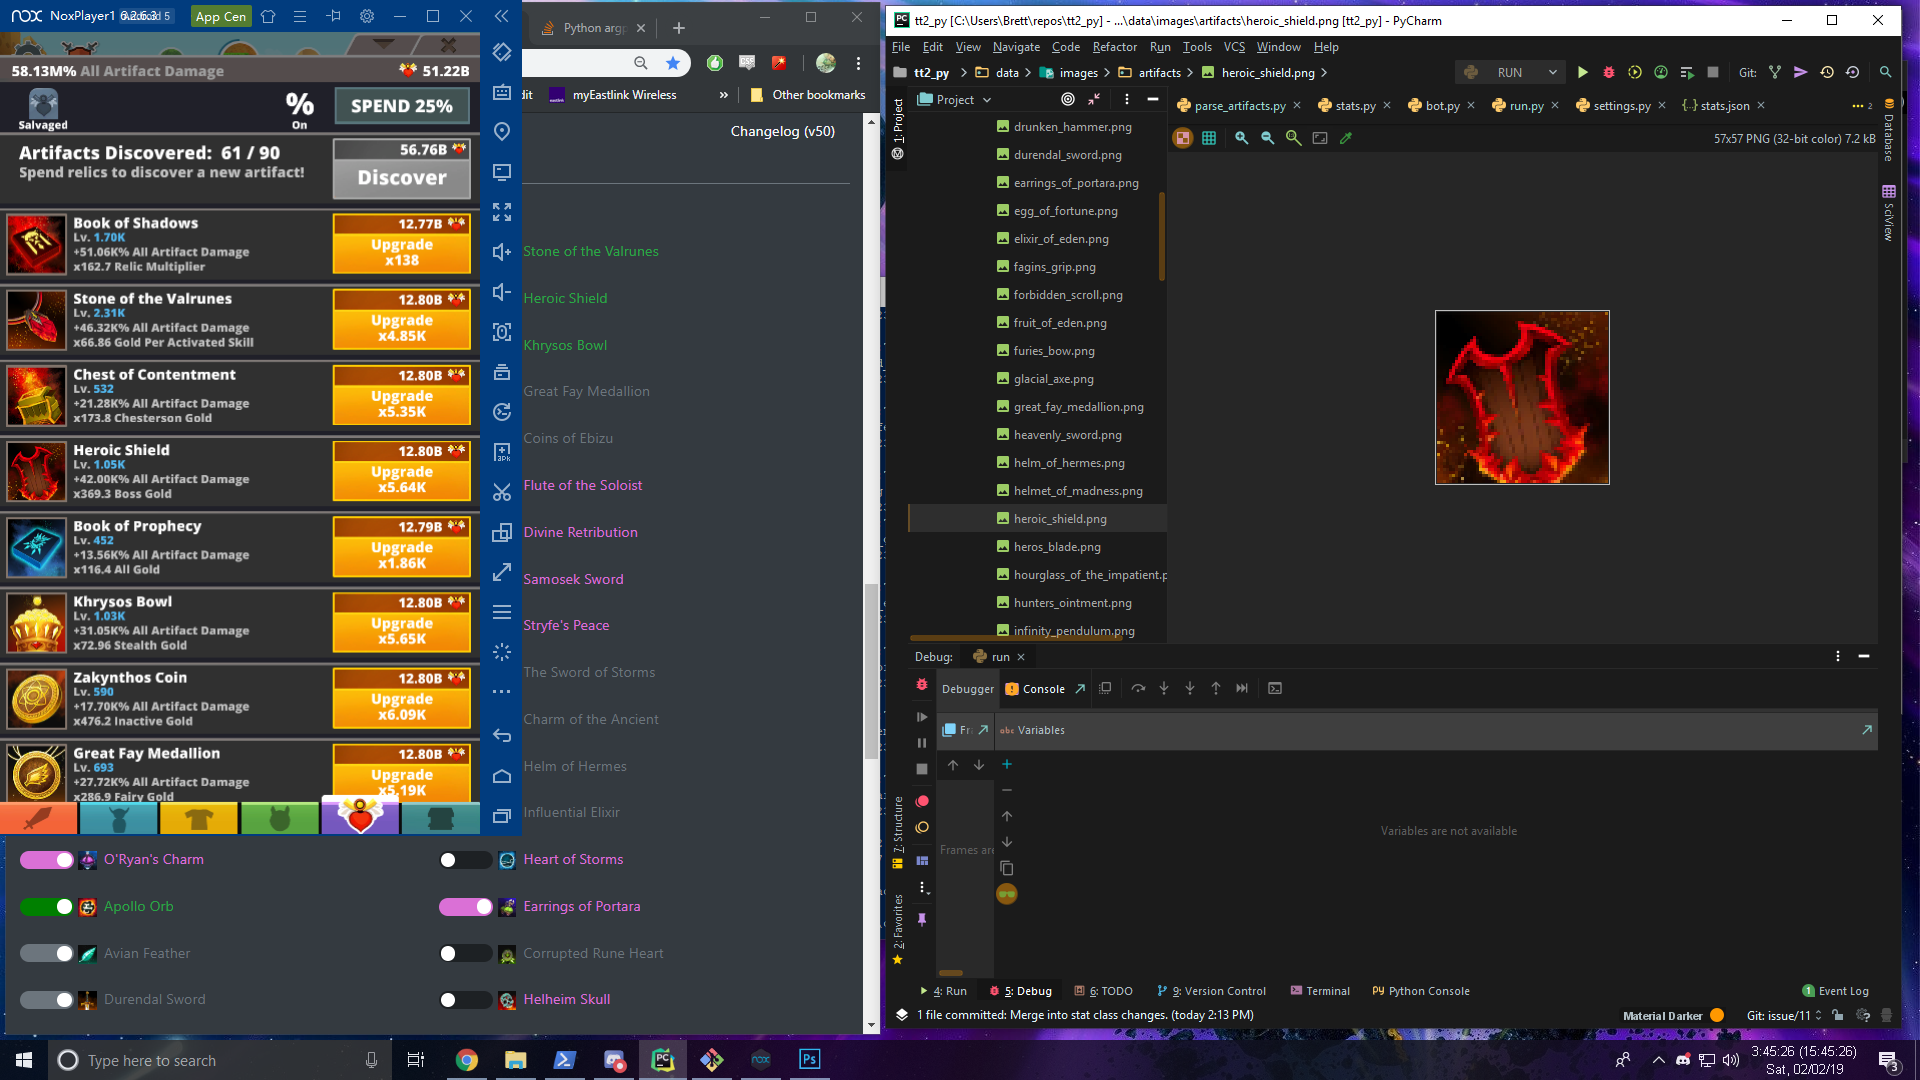 NoxPlayer1 6.2.6.3
Android 5
App Cen
58.13M% All Artifact Damage
51.22B
Salvaged
%
On
SPEND 25%
Artifacts Discovered: 61 / 90
Spend relics to discover a new artifact!
56.76B
Discover
Book of Shadows
Lv. 1.70K
+51.06K% All Artifact Damage
x162.7 Relic Multiplier
12.77B
Upgrade
x138
Stone of the Valrunes
Lv. 2.31K
+46.32K% All Artifact Damage
x66.86 Gold Per Activated Skill
12.80B
Upgrade
x4.85K
Chest of Contentment
Lv. 532
+21.28K% All Artifact Damage
x173.8 Chesterson Gold
12.80B
Upgrade
x5.35K
Heroic Shield
Lv. 1.05K
+42.00K% All Artifact Damage
x369.3 Boss Gold
12.80B
Upgrade
x5.64K
Book of Prophecy
Lv. 452
+13.56K% All Artifact Damage
x116.4 All Gold
12.79B
Upgrade
x1.86K
Khrysos Bowl
Lv. 1.03K
+31.05K% All Artifact Damage
x72.96 Stealth Gold
12.80B
Upgrade
x5.65K
Zakynthos Coin
Lv. 590
+17.70K% All Artifact Damage
x476.2 Inactive Gold
12.80B
Upgrade
x6.09K
Great Fay Medallion
Lv. 693
+27.72K% All Artifact Damage
x286.9 Fairy Gold
12.80B
Upgrade
x5.19K
Python argp
dit
myEastlink Wireless
»
Other bookmarks
Changelog (v50)
Stone of the Valrunes
Heroic Shield
Khrysos Bowl
Great Fay Medallion
Coins of Ebizu
Flute of the Soloist
Divine Retribution
Samosek Sword
Stryfe's Peace
The Sword of Storms
Charm of the Ancient
Helm of Hermes
Influential Elixir
O'Ryan's Charm
Heart of Storms
Apollo Orb
Earrings of Portara
Avian Feather
Corrupted Rune Heart
Durendal Sword
Helheim Skull
tt2_py [C:\Users\Brett\repos\tt2_py] - ...\data\images\artifacts\heroic_shield.png [tt2_py] - PyCharm
File Edit View Navigate Code Refactor Run Tools VCS Window Help
tt2_py
data
images
artifacts
heroic_shield.png
RUN
Git:
1: Project
Project
parse_artifacts.py
stats.py
bot.py
run.py
settings.py
stats.json
2
Database
SciView
57x57 PNG (32-bit color) 7.2 kB
drunken_hammer.png
durendal_sword.png
earrings_of_portara.png
egg_of_fortune.png
elixir_of_eden.png
fagins_grip.png
forbidden_scroll.png
fruit_of_eden.png
furies_bow.png
glacial_axe.png
great_fay_medallion.png
heavenly_sword.png
helm_of_hermes.png
helmet_of_madness.png
heroic_shield.png
heros_blade.png
hourglass_of_the_impatient.p
hunters_ointment.png
infinity_pendulum.png
Debug:
run
Debugger
Console
Fr
Variables
Frames are
Variables are not available
7: Structure
2: Favorites
4: Run
5: Debug
6: TODO
9: Version Control
Terminal
Python Console
1 Event Log
1 file committed: Merge into stat class changes. (today 2:13 PM)
Material Darker
Git: issue/11
Type here to search
3:45:26 (15:45:26)
Sat, 02/02/19
3